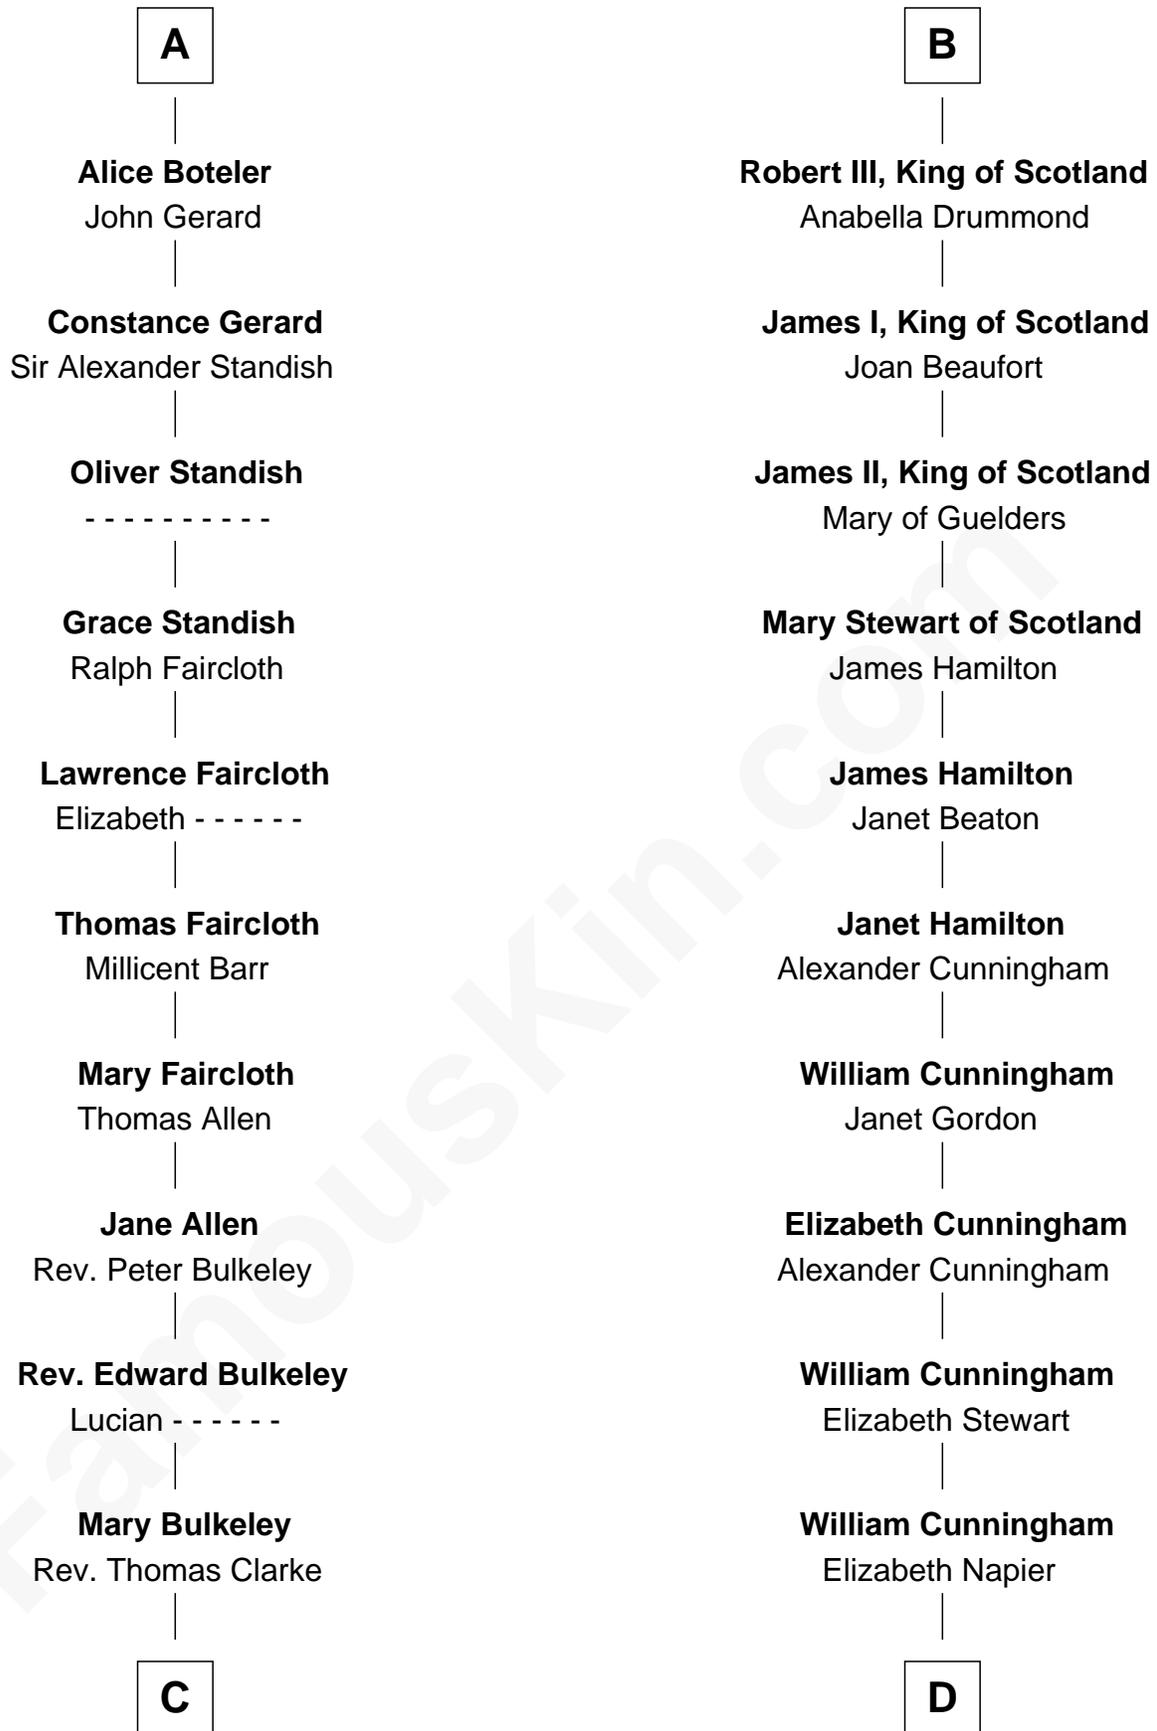 A
B
Alice Boteler
John Gerard
Robert III, King of Scotland
Anabella Drummond
Constance Gerard
Sir Alexander Standish
James I, King of Scotland
Joan Beaufort
Oliver Standish
- - - - - - - - - -
James II, King of Scotland
Mary of Guelders
Grace Standish
Ralph Faircloth
Mary Stewart of Scotland
James Hamilton
Lawrence Faircloth
Elizabeth - - - - - -
James Hamilton
Janet Beaton
Thomas Faircloth
Millicent Barr
Janet Hamilton
Alexander Cunningham
Mary Faircloth
Thomas Allen
William Cunningham
Janet Gordon
Jane Allen
Rev. Peter Bulkeley
Elizabeth Cunningham
Alexander Cunningham
Rev. Edward Bulkeley
Lucian - - - - - -
William Cunningham
Elizabeth Stewart
Mary Bulkeley
Rev. Thomas Clarke
William Cunningham
Elizabeth Napier
C
D
FamousKin.com